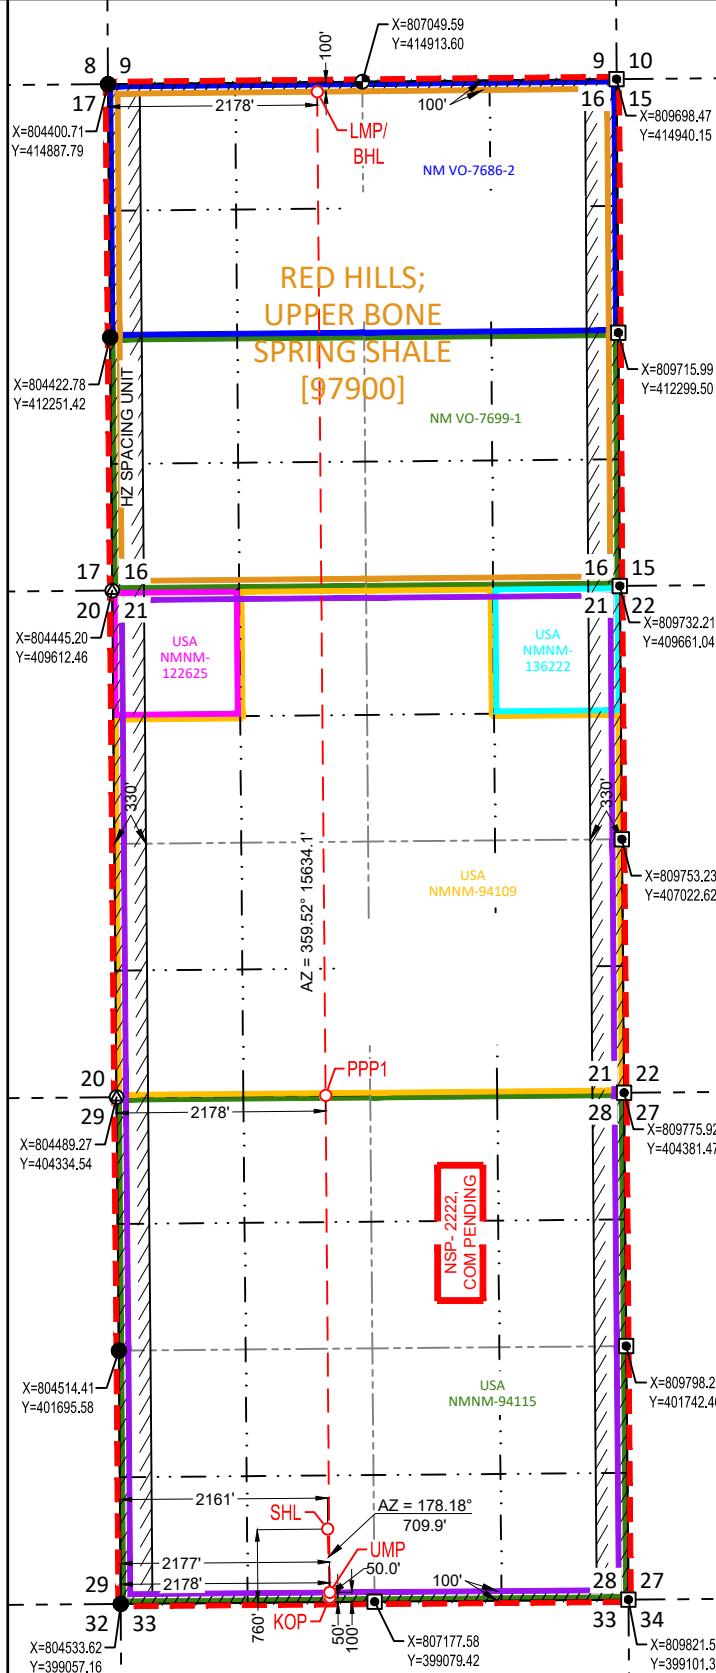 X=807049.59
Y=414913.60
100'
8
9
9
10
17
16
15
2178'
100'
X=804400.71
Y=414887.79
LMP/
BHL
X=809698.47
Y=414940.15
NM VO-7686-2
RED HILLS;
UPPER BONE
SPRING SHALE
[97900]
X=804422.78
Y=412251.42
X=809715.99
Y=412299.50
HZ SPACING UNIT
NM VO-7699-1
17
16
16
15
20
21
21
22
X=804445.20
Y=409612.46
USA
NMNM-
122625
USA
NMNM-
136222
X=809732.21
Y=409661.04
330'
330'
AZ = 359.52° 15634.1'
USA
NMNM-94109
X=809753.23
Y=407022.62
PPP1
20
21
22
29
28
27
2178'
X=804489.27
Y=404334.54
X=809775.92
Y=404381.47
NSP- 2222,
COM PENDING
X=804514.41
Y=401695.58
USA
NMNM-94115
X=809798.2
Y=401742.4
2161'
SHL
AZ = 178.18°
709.9'
2177'
UMP
50.0'
2178'
100'
29
28
27
KOP
760'
50'
100'
32
33
33
34
X=804533.62
Y=399057.16
X=807177.58
Y=399079.42
X=809821.5
Y=399101.3